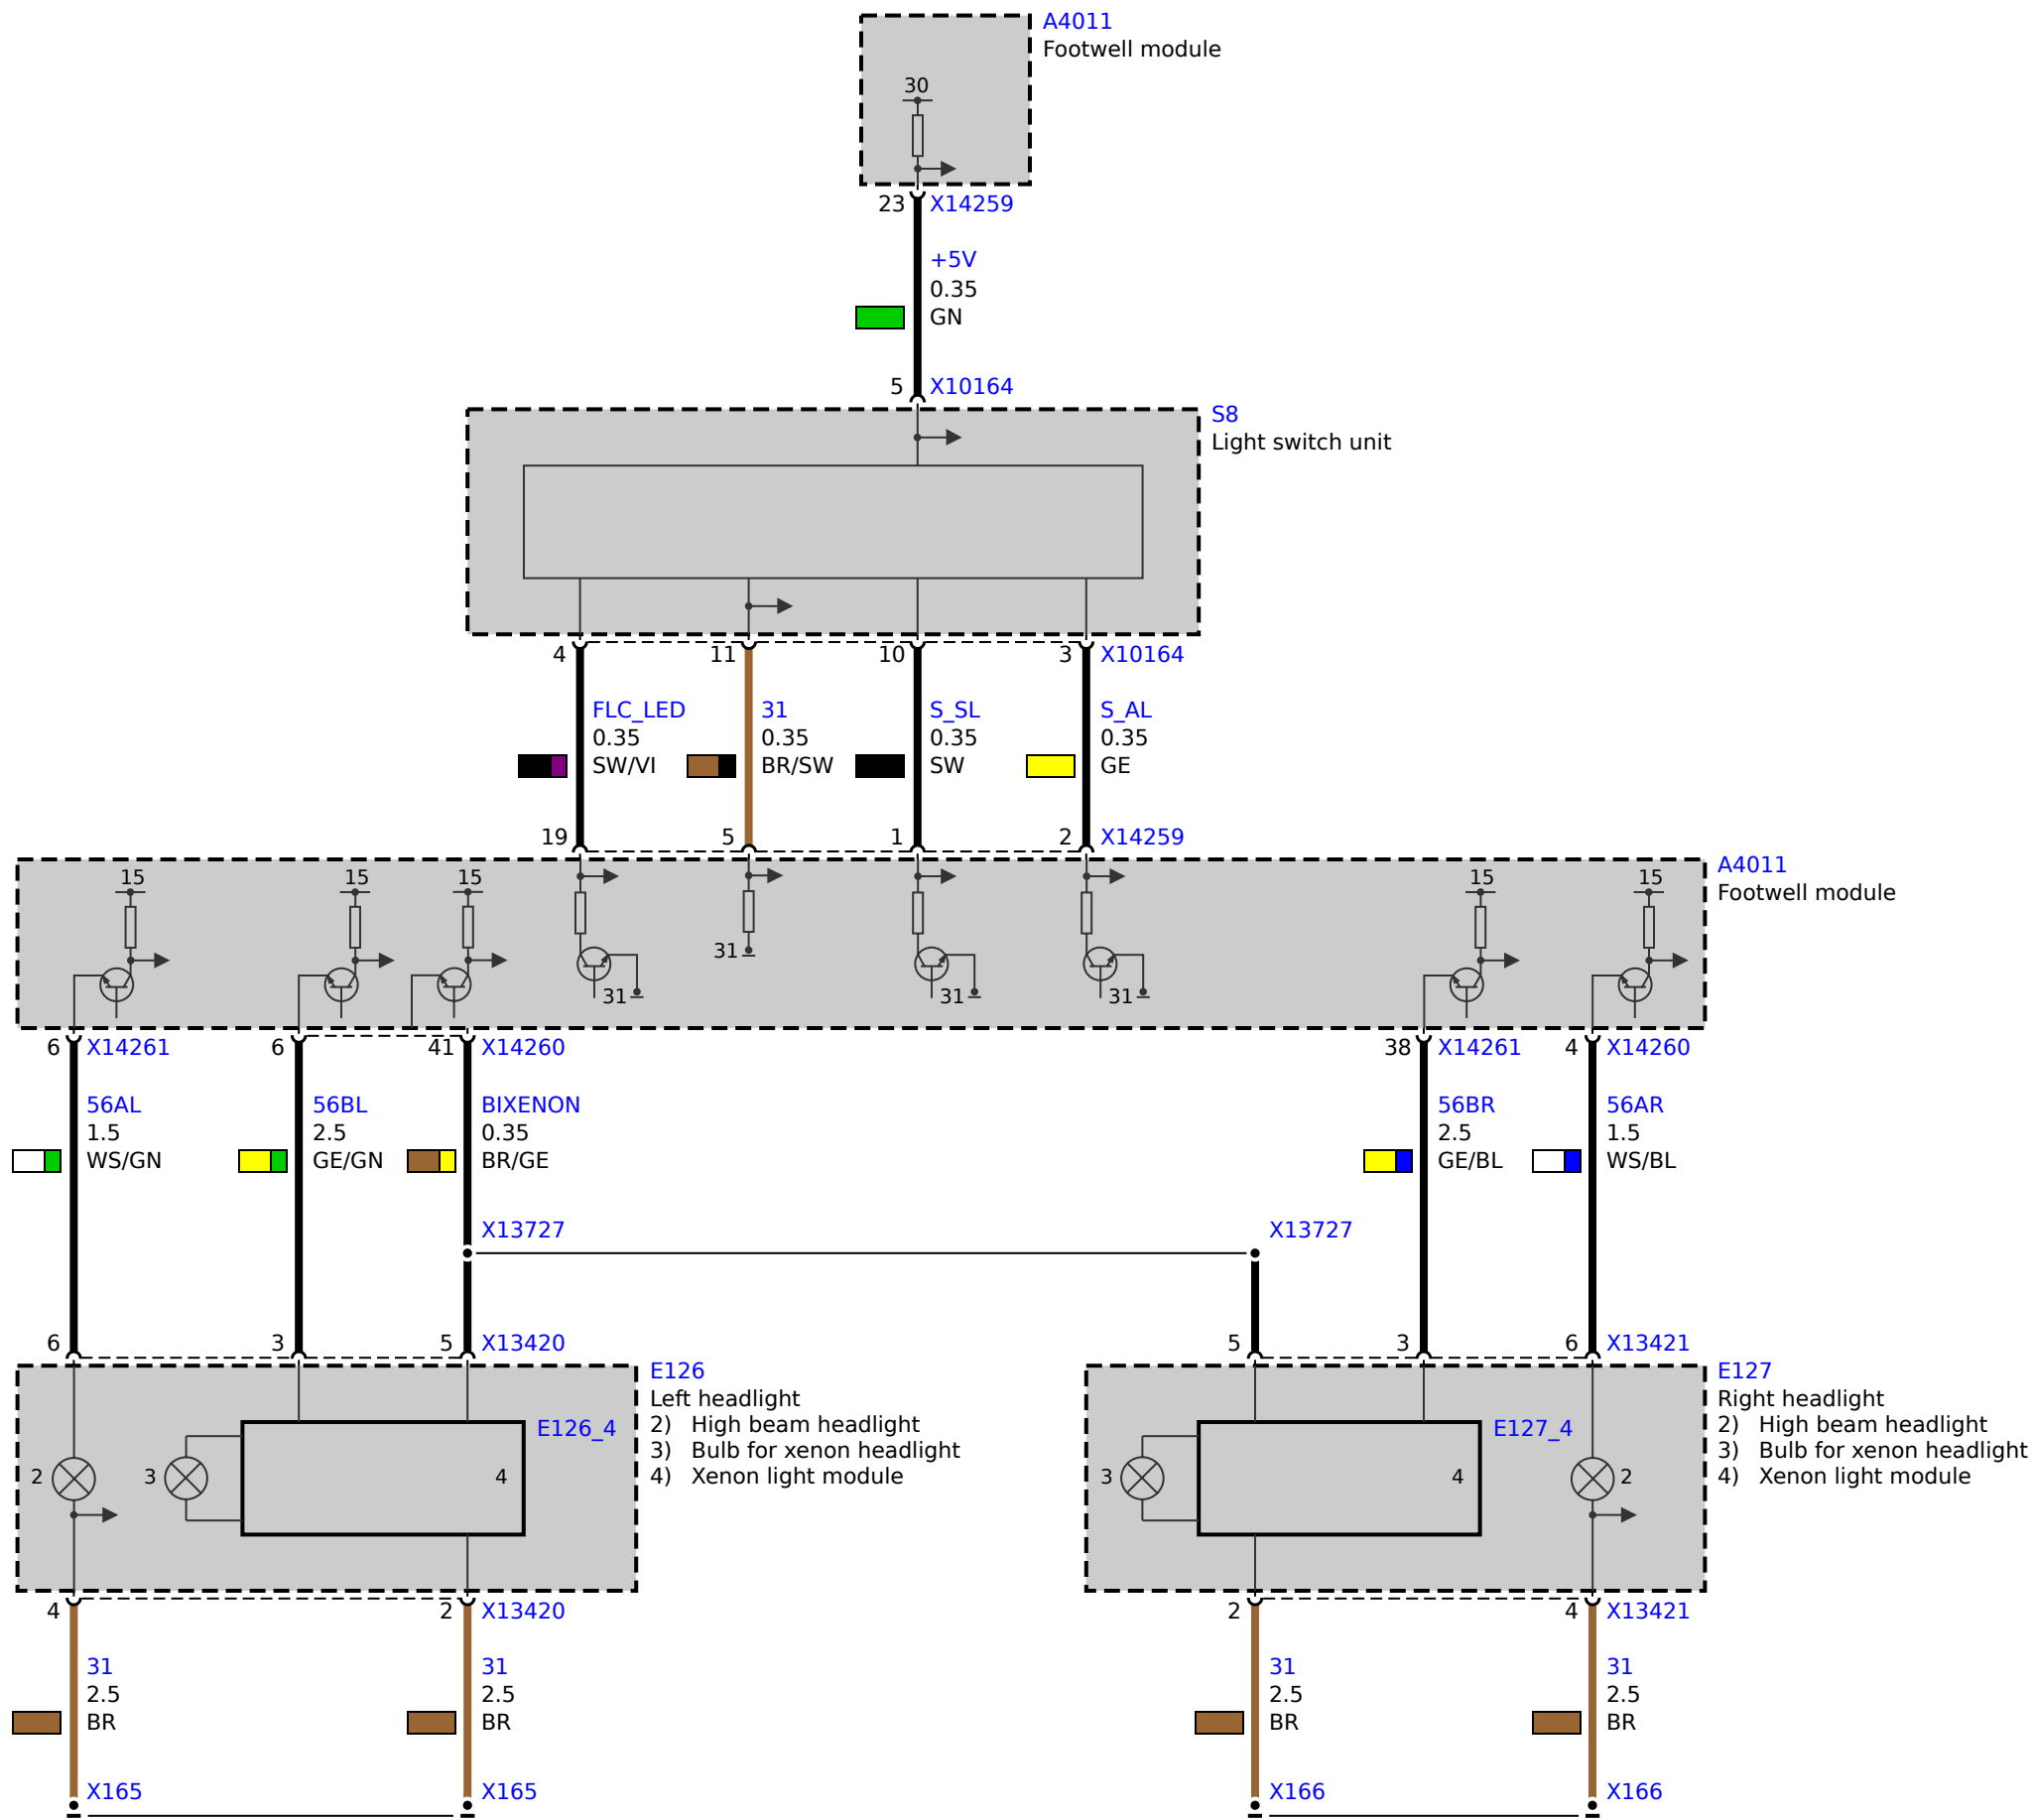 A4011
Footwell module
30
23 X14259
+5V
0.35
GN
5 X10164
S8
Light switch unit
4 11 10 3 X10164
FLC_LED 31 S_SL S_AL
0.35 0.35 0.35 0.35
SW/VI BR/SW SW GE
19 5 1 2 X14259
A4011
Footwell module
15 15 15 15 15
31
31 31 31
6 X14261 6 41 X14260 38 X14261 4 X14260
56AL 56BL BIXENON 56BR 56AR
1.5 2.5 0.35 2.5 1.5
WS/GN GE/GN BR/GE GE/BL WS/BL
X13727 X13727
6 3 5 X13420 5 3 6 X13421
E126
Left headlight
2) High beam headlight
3) Bulb for xenon headlight
4) Xenon light module
E126_4
2 3 4
E127
Right headlight
2) High beam headlight
3) Bulb for xenon headlight
4) Xenon light module
E127_4
3 4 2
4 2 X13420 2 4 X13421
31 31 31 31
2.5 2.5 2.5 2.5
BR BR BR BR
X165 X165 X166 X166